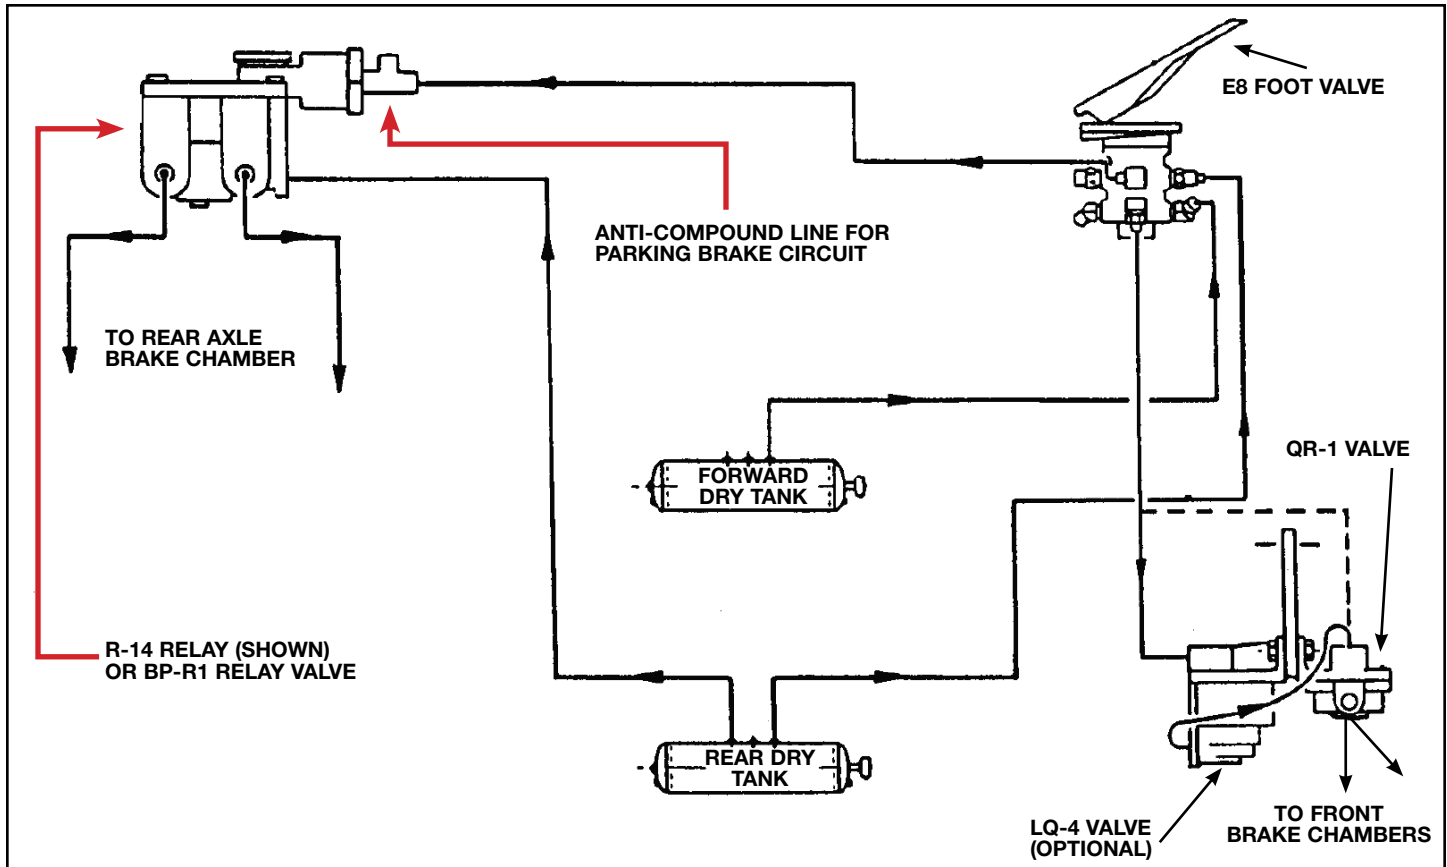 E8 FOOT VALVE
ANTI-COMPOUND LINE FOR
PARKING BRAKE CIRCUIT
TO REAR AXLE
BRAKE CHAMBER
FORWARD
DRY TANK
QR-1 VALVE
R-14 RELAY (SHOWN)
OR BP-R1 RELAY VALVE
REAR DRY
TANK
LQ-4 VALVE
(OPTIONAL)
TO FRONT
BRAKE CHAMBERS